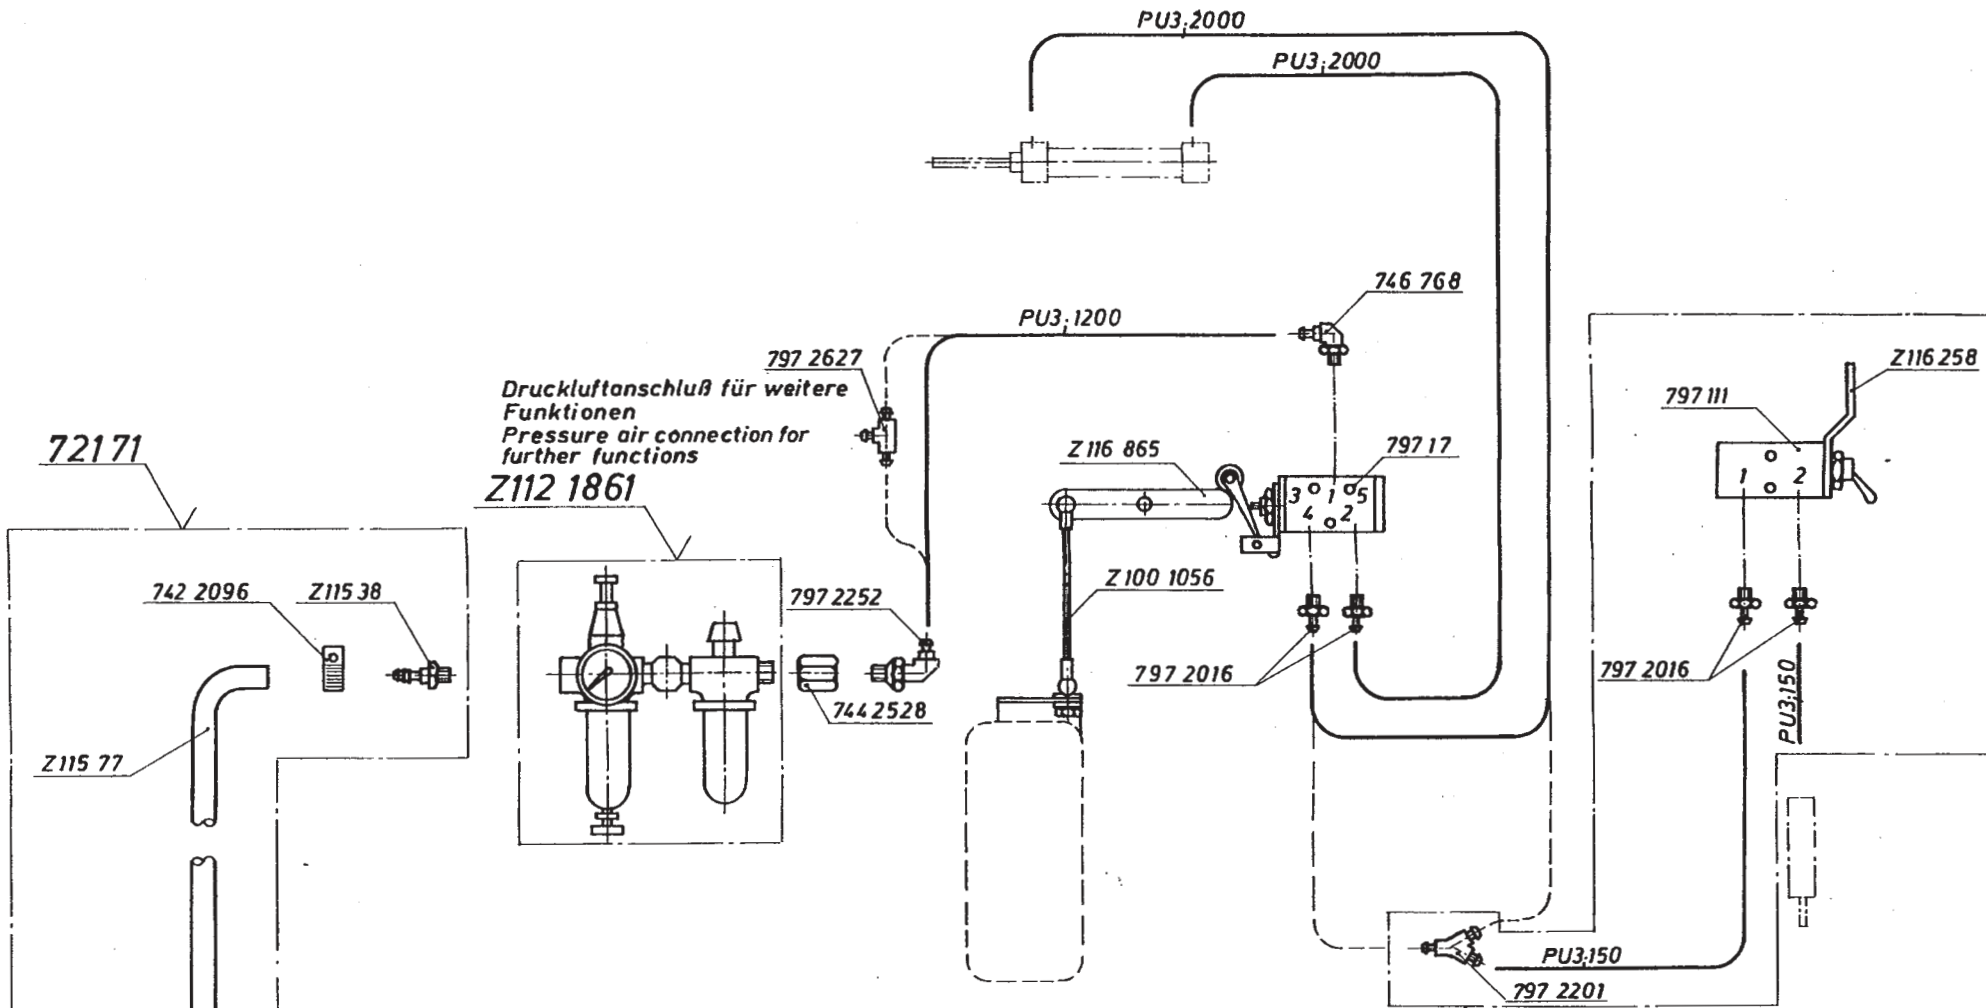 PU3;2000
PU3;2000
746 768
PU3;1200
797 2627
Z116 258
Druckluftanschluß für weitere
Funktionen
Pressure air connection for
further functions
797 111
721 71
Z116 865
797 17
Z112 1861
3 1 5
4 2
1 2
742 2096
Z115 38
797 2252
Z100 1056
797 2016
797 2016
744 2528
PU3;150
Z115 77
PU3;150
797 2201